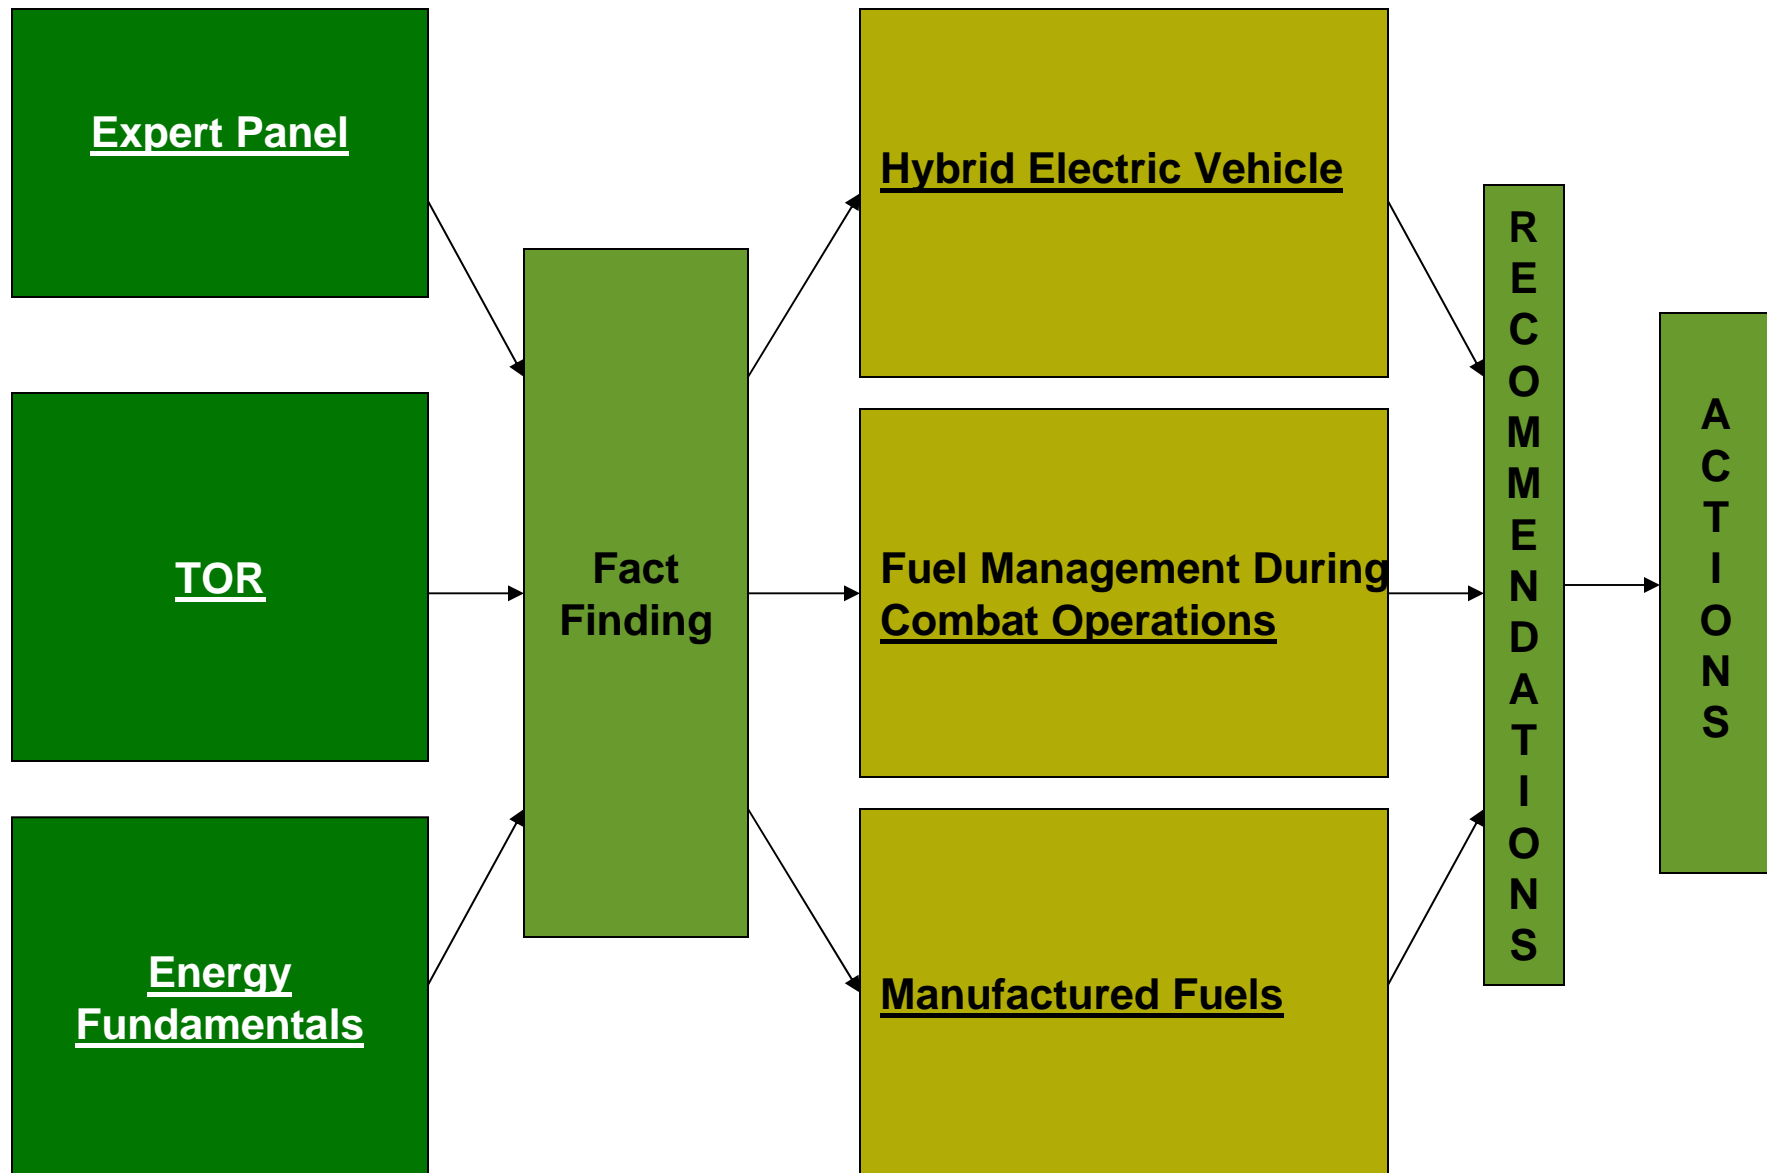 Expert Panel
TOR
Energy
Fundamentals
Fact
Finding
Hybrid Electric Vehicle
Fuel Management During
Combat Operations
Manufactured Fuels
RECOMMENDATIONS
ACTIONS